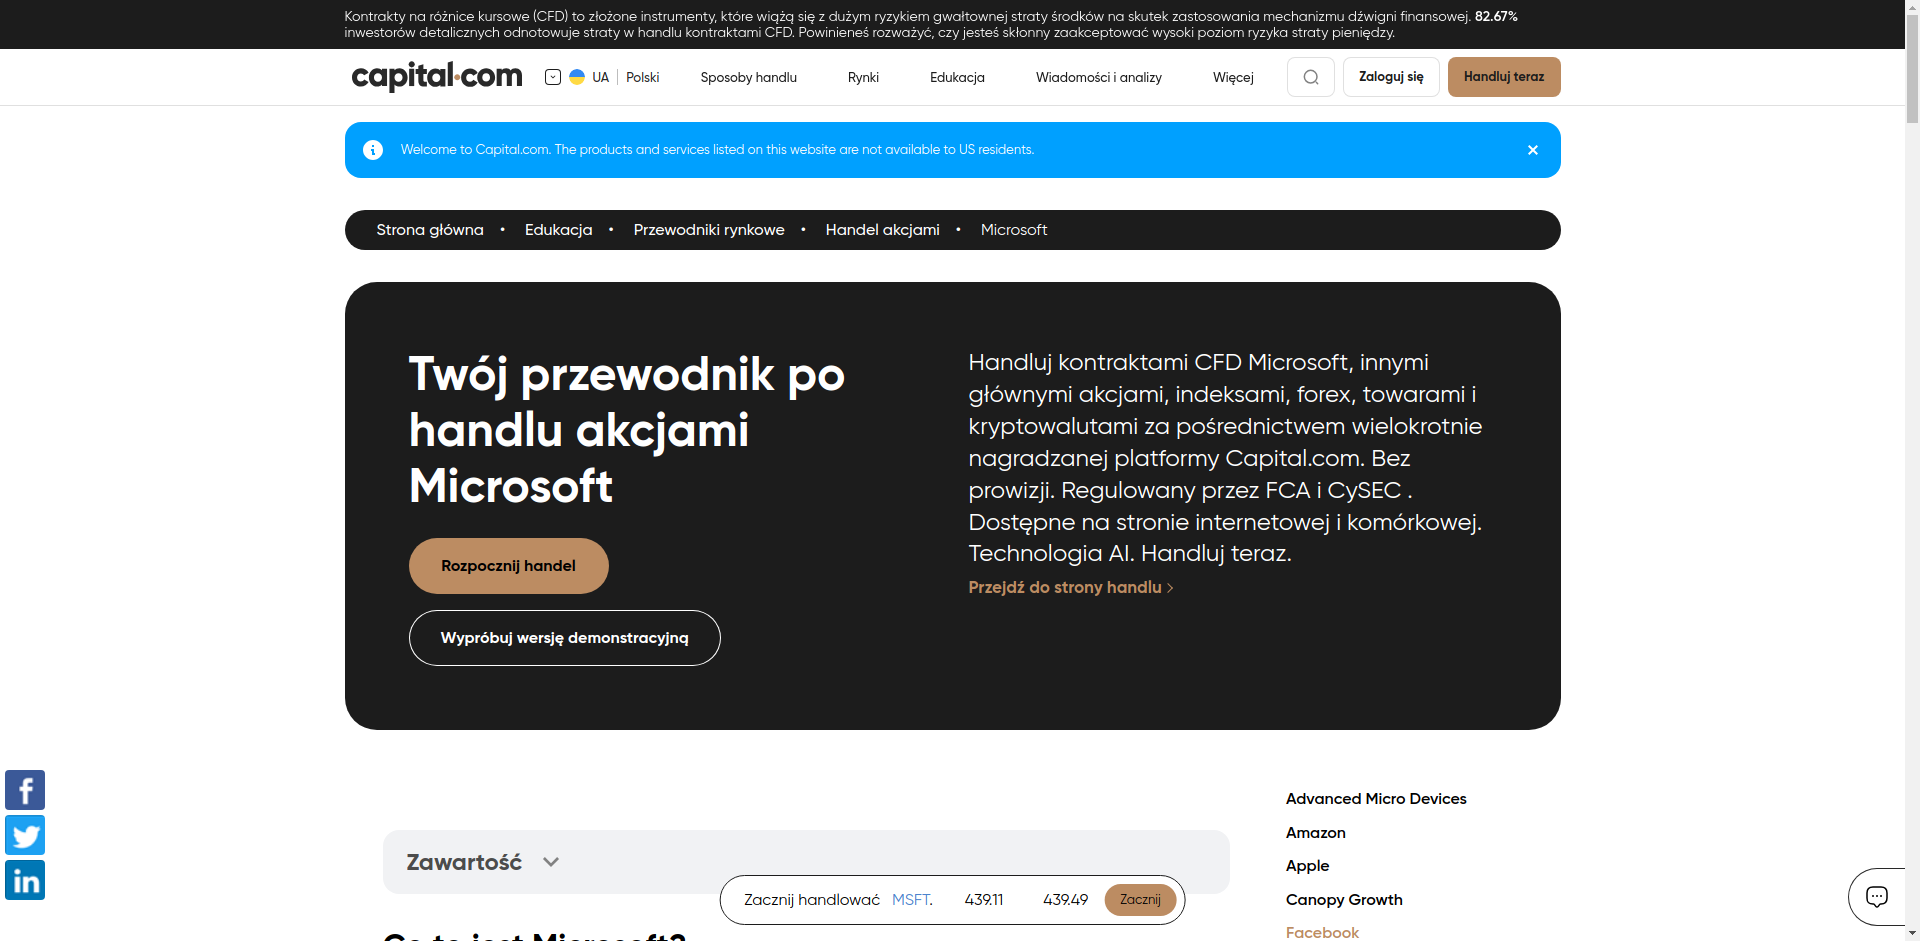 Kontrakty na różnice kursowe (CFD) to złożone instrumenty, które wiążą się z dużym ryzykiem gwałtownej straty środków na skutek zastosowania mechanizmu dźwigni finansowej. 82.67%
inwestorów detalicznych odnotowuje straty w handlu kontraktami CFD. Powinieneś rozważyć, czy jesteś skłonny zaakceptować wysoki poziom ryzyka straty pieniędzy.
capital.com UA Polski Sposoby handlu Rynki Edukacja Wiadomości i analizy Więcej Zaloguj się Handluj teraz
Welcome to Capital.com. The products and services listed on this website are not available to US residents.
Strona główna • Edukacja • Przewodniki rynkowe • Handel akcjami • Microsoft
Twój przewodnik po
handlu akcjami
Microsoft
Rozpocznij handel
Wypróbuj wersję demonstracyjną
Handluj kontraktami CFD Microsoft, innymi
głównymi akcjami, indeksami, forex, towarami i
kryptowalutami za pośrednictwem wielokrotnie
nagradzanej platformy Capital.com. Bez
prowizji. Regulowany przez FCA i CySEC .
Dostępne na stronie internetowej i komórkowej.
Technologia AI. Handluj teraz.
Przejdź do strony handlu
Zawartość
Co to jest Microsoft?
Advanced Micro Devices
Amazon
Apple
Canopy Growth
Facebook
Zacznij handlować MSFT. 439.11 439.49 Zacznij